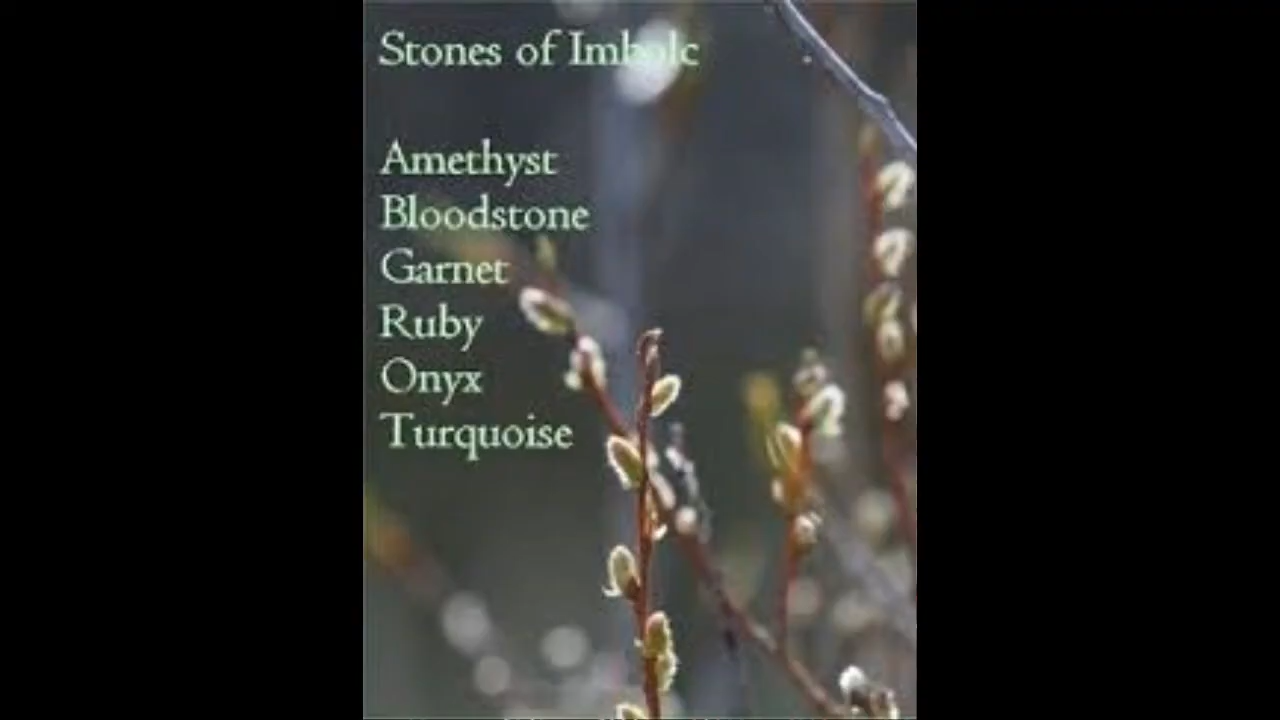 Stones of Imbolc
Amethyst
Bloodstone
Garnet
Ruby
Onyx
Turquoise